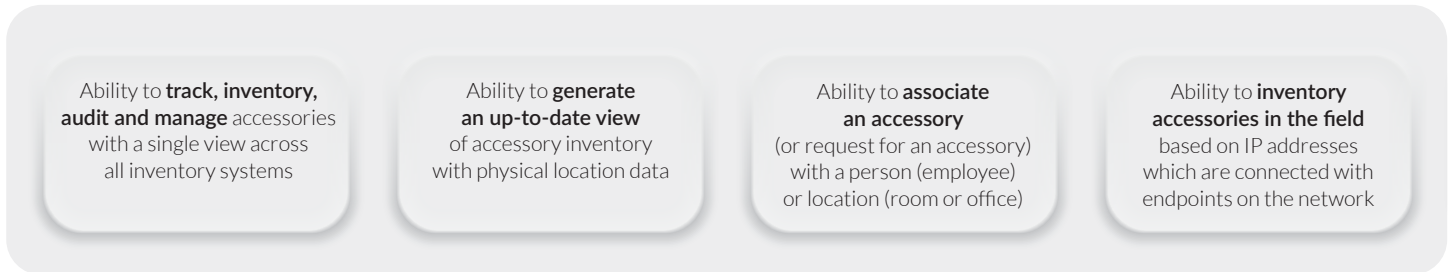 Ability to track, inventory,
audit and manage accessories
with a single view across
all inventory systems
Ability to generate
an up-to-date view
of accessory inventory
with physical location data
Ability to associate
an accessory
(or request for an accessory)
with a person (employee)
or location (room or office)
Ability to inventory
accessories in the field
based on IP addresses
which are connected with
endpoints on the network